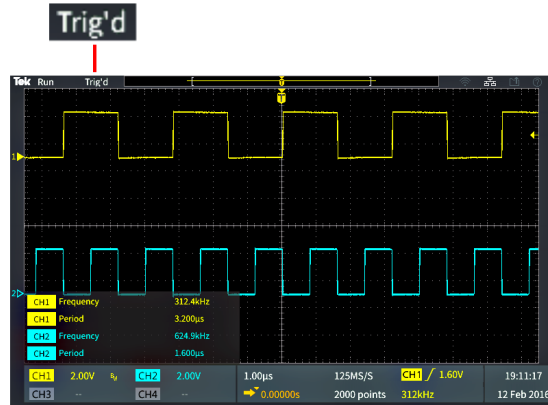 Trig'd
Tek Run Trig'd
T
1
2
CH1 Frequency 312.4kHz
CH1 Period 3.200µs
CH2 Frequency 624.9kHz
CH2 Period 1.600µs
CH1 2.00V CH2 2.00V 1.00µs 125MS/S CH1 1.60V 19:11:17
CH3 -- CH4 -- 0.00000s 2000 points 312kHz 12 Feb 2016